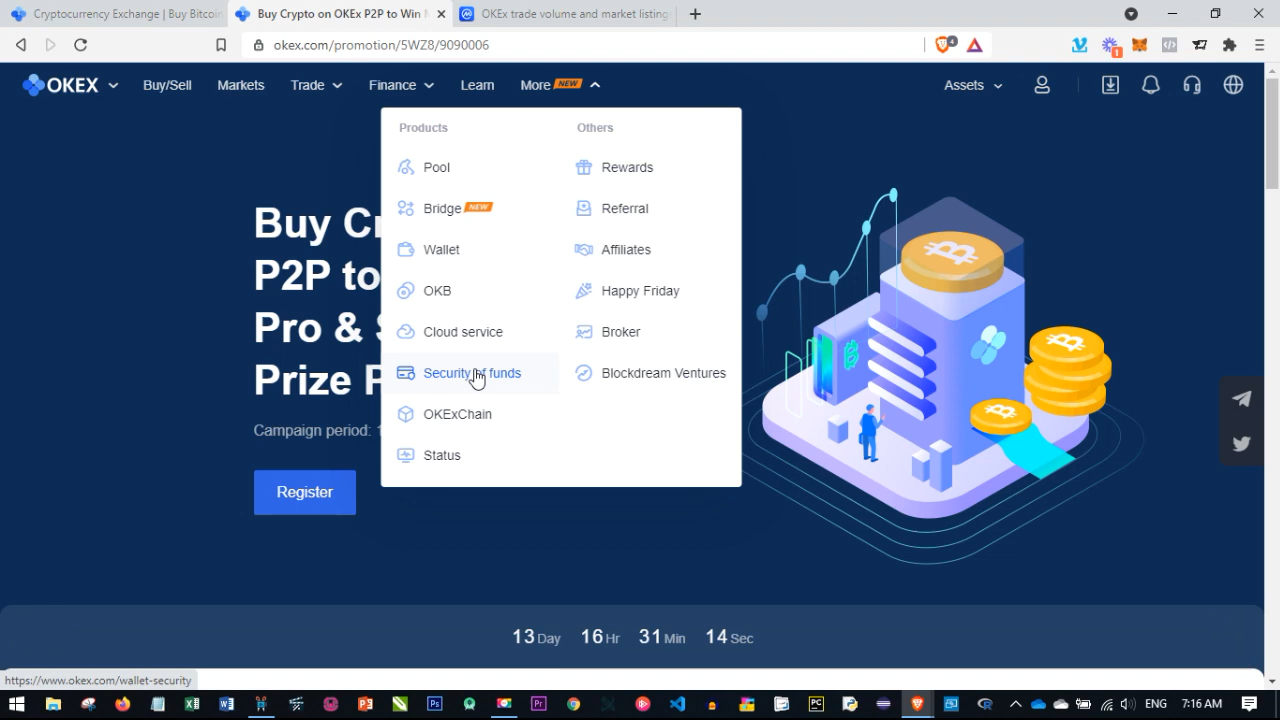 Cryptocurrency Exchange | Buy Bitcoin
Buy Crypto on OKEx P2P to Win
OKEx trade volume and market listing
okex.com/promotion/5WZ8/9090006
4
1
OKEX
Buy/Sell
Markets
Trade
Finance
Learn
More NEW
Assets
Products
Others
Pool
Rewards
Bridge NEW
Referral
Wallet
Affiliates
OKB
Happy Friday
Cloud service
Broker
Security of funds
Blockdream Ventures
OKExChain
Status
Buy
P2P to
Pro &
Prize
Campaign period:
Register
13 Day 16 Hr 31 Min 14 Sec
https://www.okex.com/wallet-security
ENG
7:16 AM